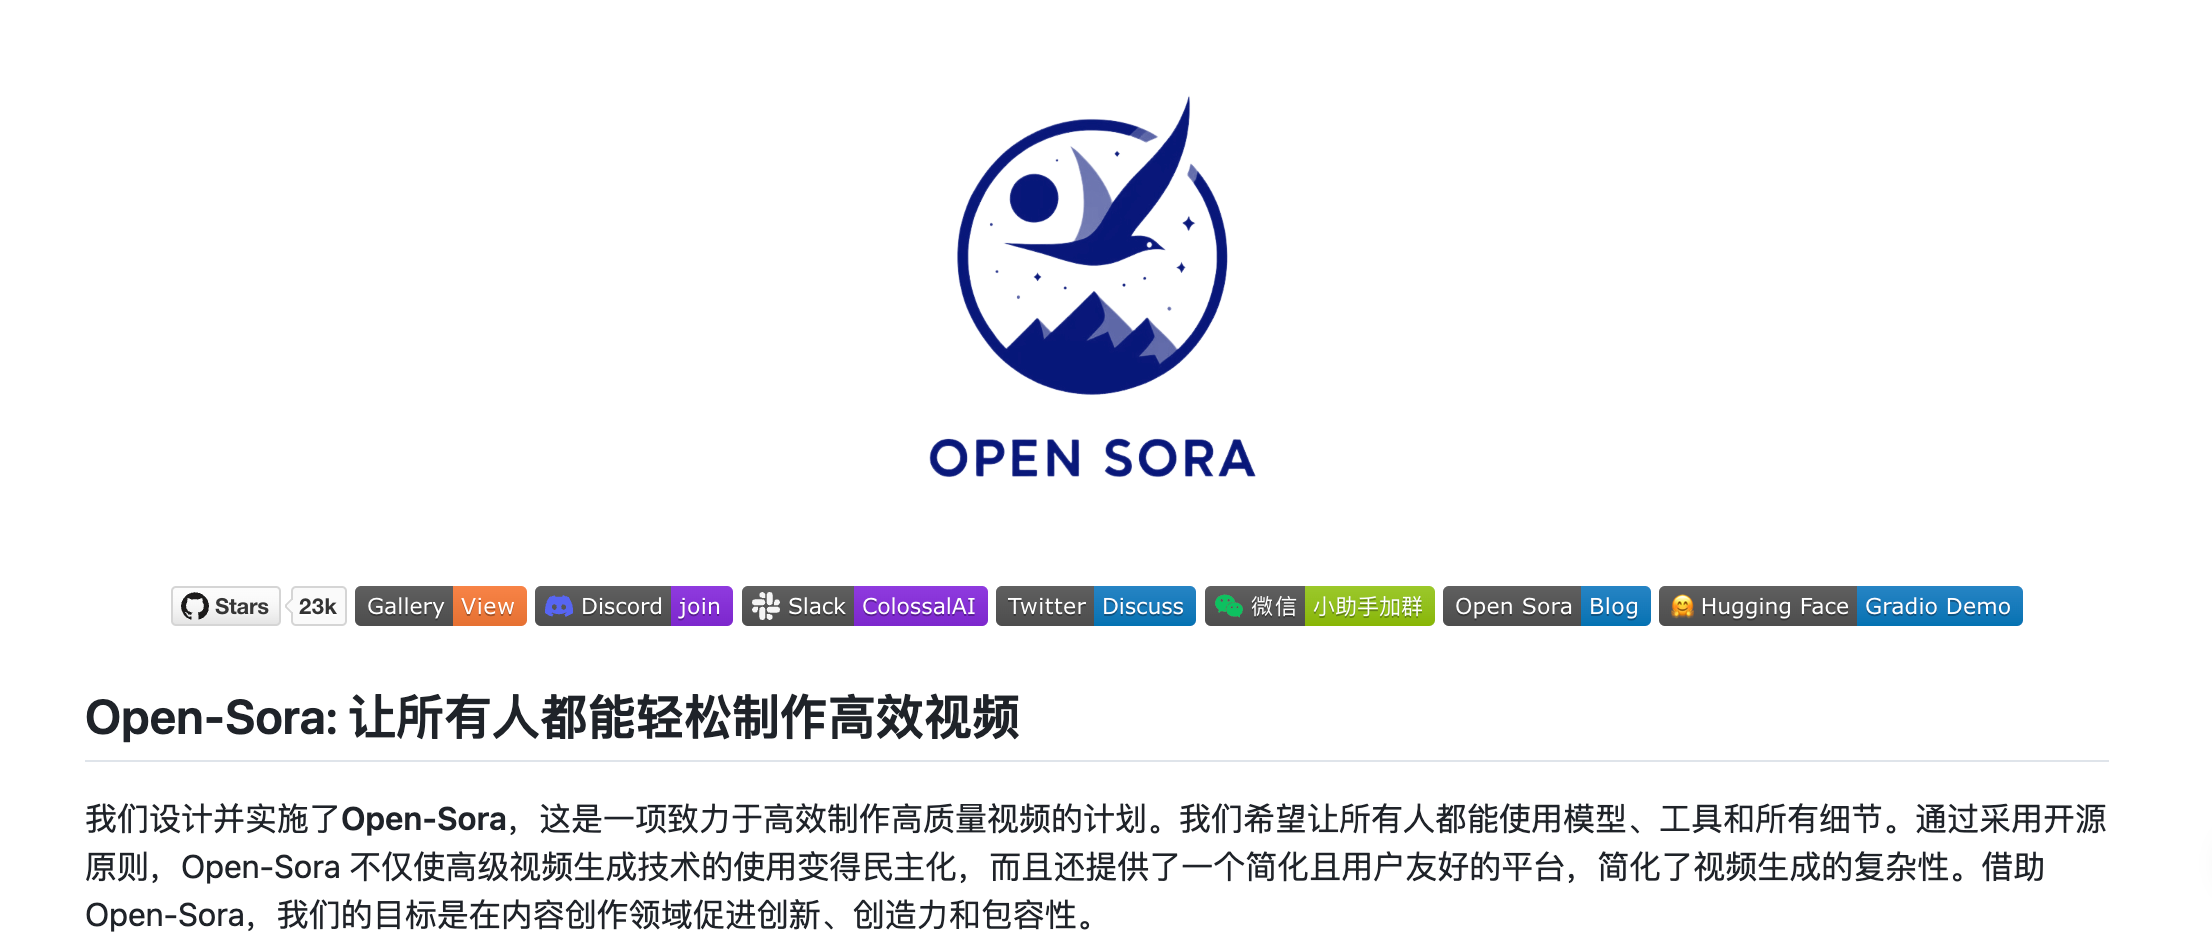 OPEN SORA
Stars 23k Gallery View Discord join Slack ColossalAI Twitter Discuss 微信 小助手加群 Open Sora Blog Hugging Face Gradio Demo
Open-Sora: 让所有人都能轻松制作高效视频
我们设计并实施了Open-Sora，这是一项致力于高效制作高质量视频的计划。我们希望让所有人都能使用模型、工具和所有细节。通过采用开源
原则，Open-Sora 不仅使高级视频生成技术的使用变得民主化，而且还提供了一个简化且用户友好的平台，简化了视频生成的复杂性。借助
Open-Sora，我们的目标是在内容创作领域促进创新、创造力和包容性。